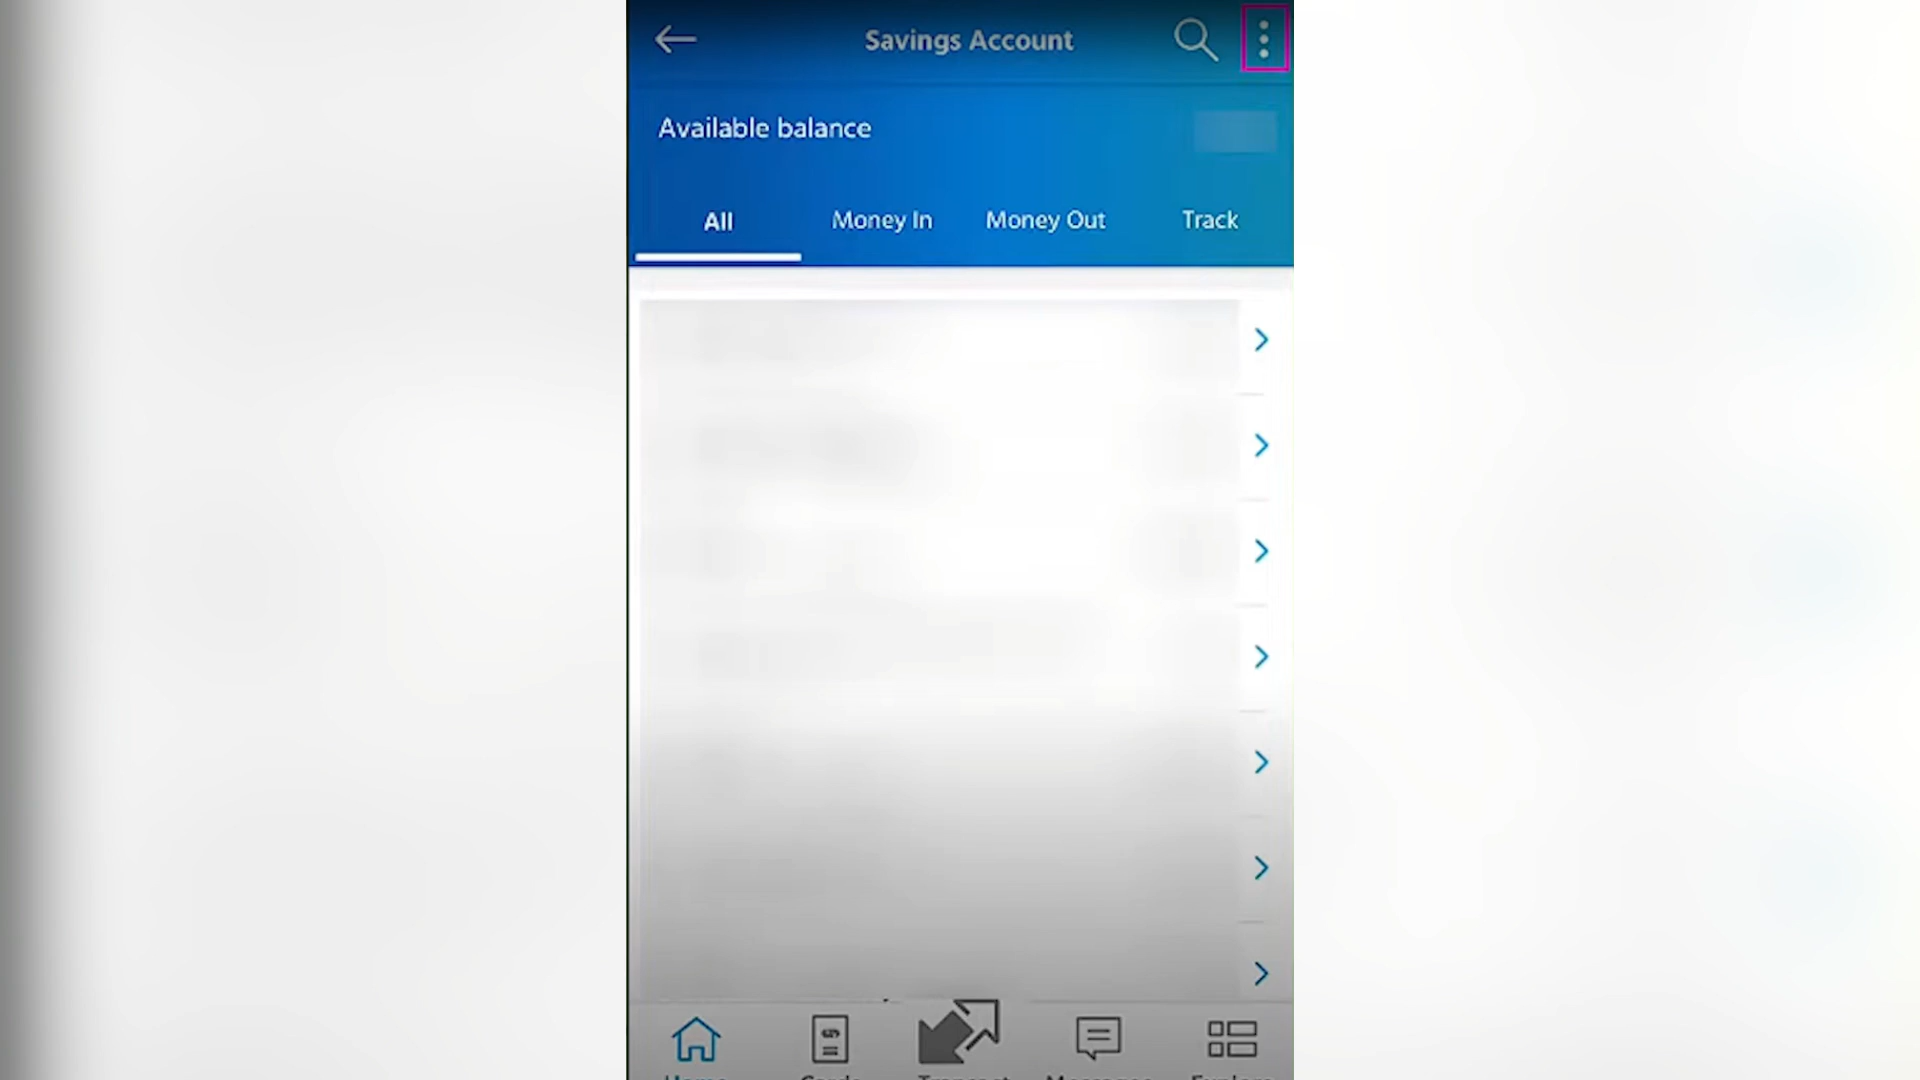 Savings Account
Available balance
All
Money In
Money Out
Track